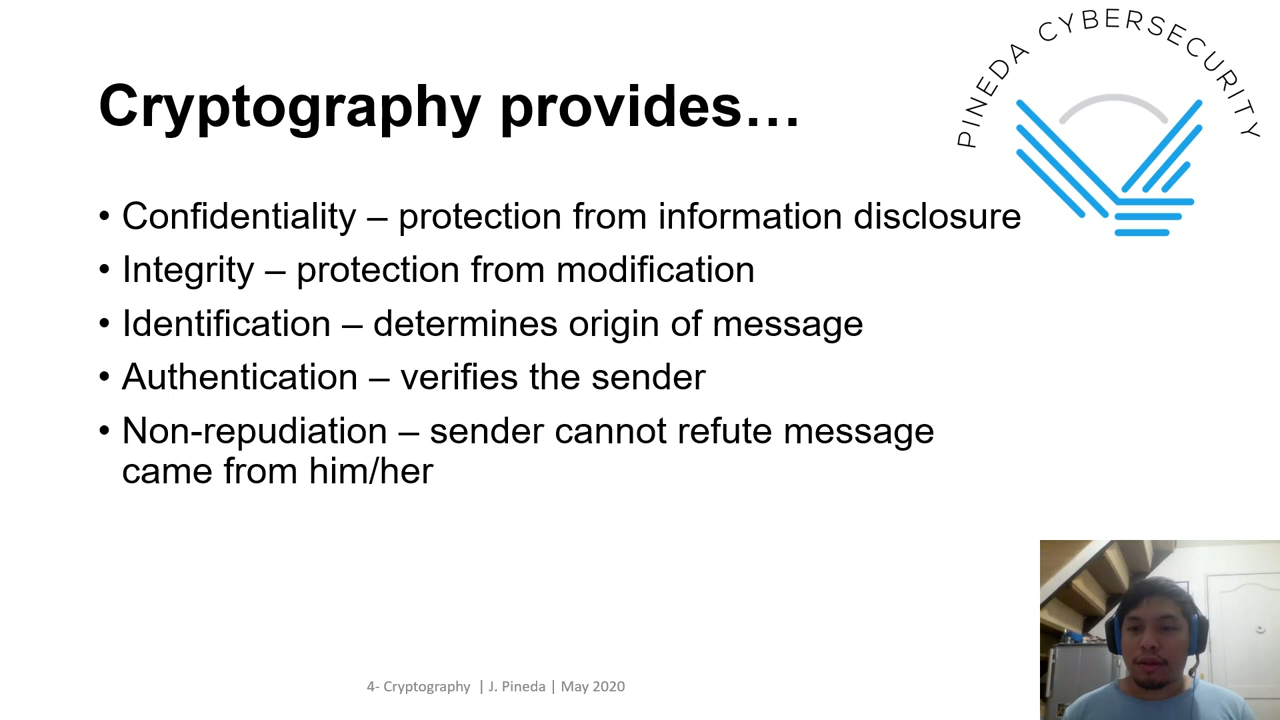 PINEDA CYBERSECURITY
Cryptography provides…
• Confidentiality – protection from information disclosure
• Integrity – protection from modification
• Identification – determines origin of message
• Authentication – verifies the sender
• Non-repudiation – sender cannot refute message
came from him/her
4- Cryptography | J. Pineda | May 2020